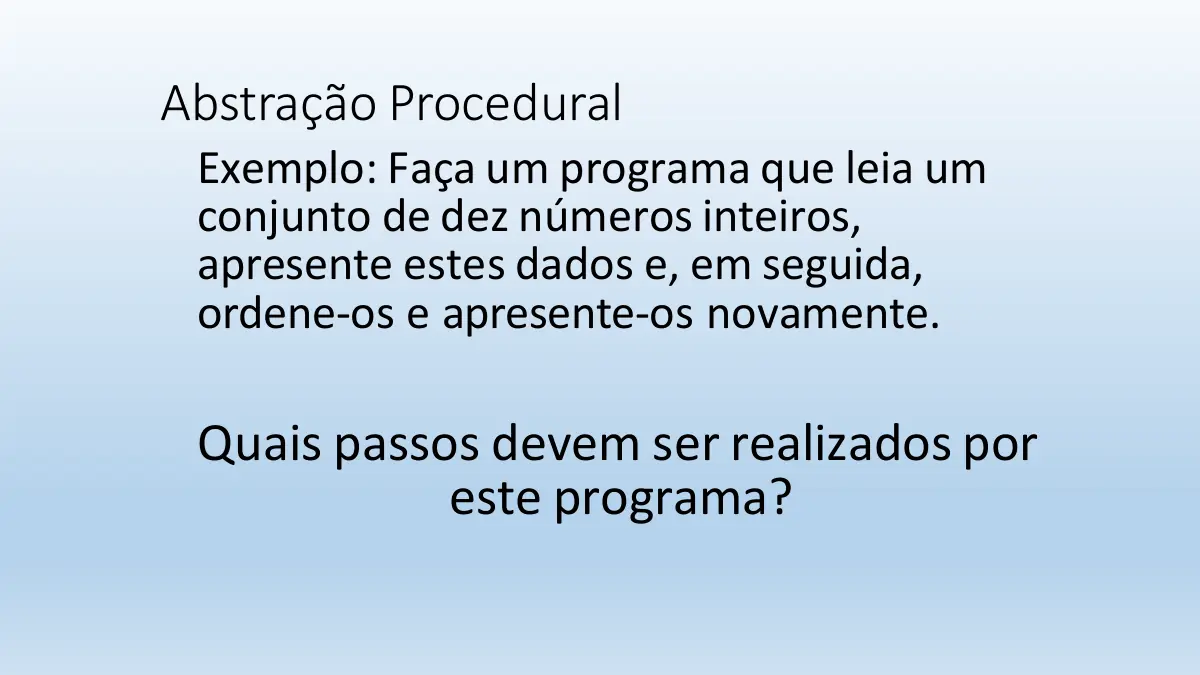 Abstração Procedural
Exemplo: Faça um programa que leia um
conjunto de dez números inteiros,
apresente estes dados e, em seguida,
ordene-os e apresente-os novamente.
Quais passos devem ser realizados por
este programa?